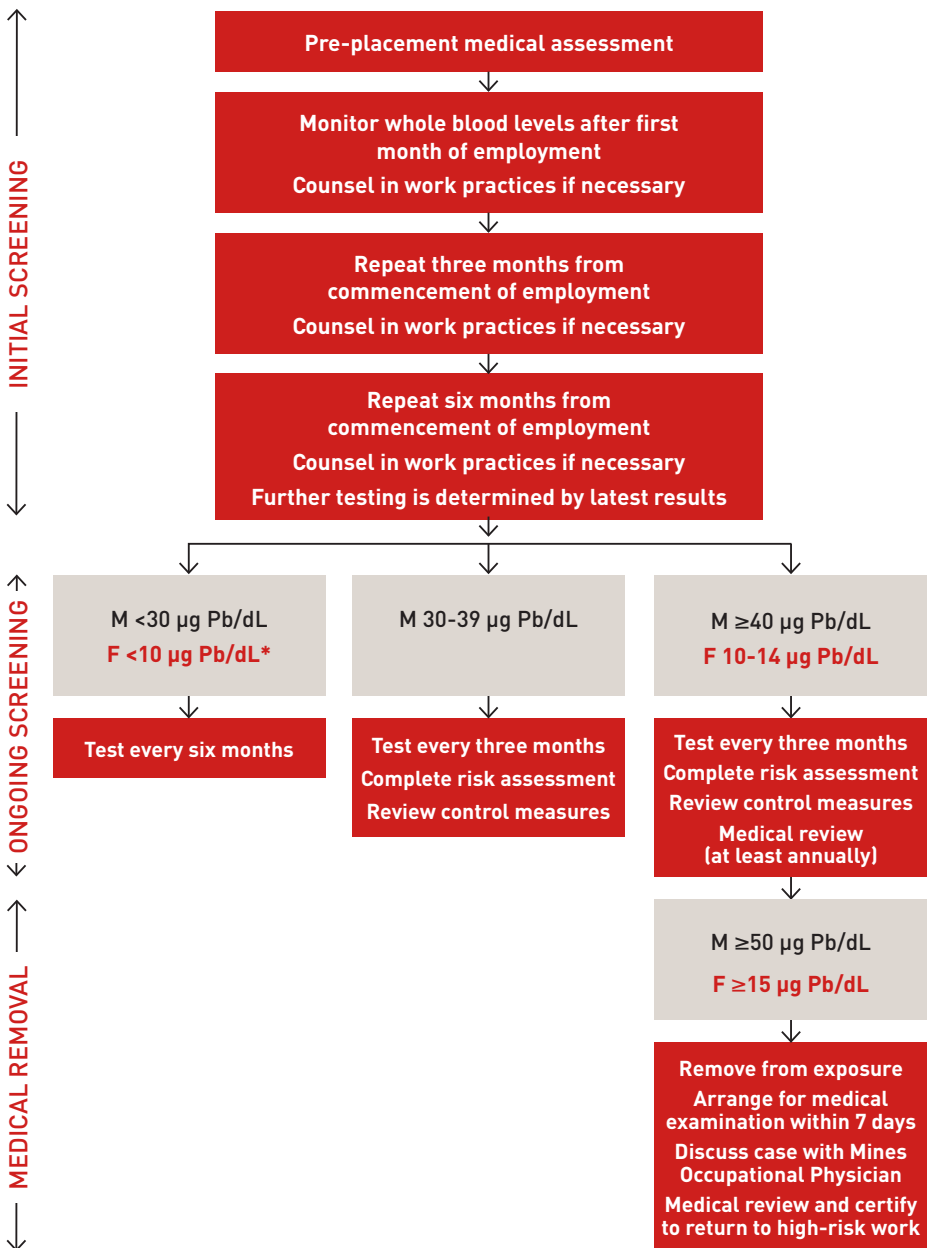 INITIAL SCREENING
Pre-placement medical assessment
Monitor whole blood levels after first
month of employment
Counsel in work practices if necessary
Repeat three months from
commencement of employment
Counsel in work practices if necessary
Repeat six months from
commencement of employment
Counsel in work practices if necessary
Further testing is determined by latest results
ONGOING SCREENING
M <30 µg Pb/dL
F <10 µg Pb/dL*
M 30-39 µg Pb/dL
M ≥40 µg Pb/dL
F 10-14 µg Pb/dL
Test every six months
Test every three months
Complete risk assessment
Review control measures
Test every three months
Complete risk assessment
Review control measures
Medical review
(at least annually)
MEDICAL REMOVAL
M ≥50 µg Pb/dL
F ≥15 µg Pb/dL
Remove from exposure
Arrange for medical
examination within 7 days
Discuss case with Mines
Occupational Physician
Medical review and certify
to return to high-risk work